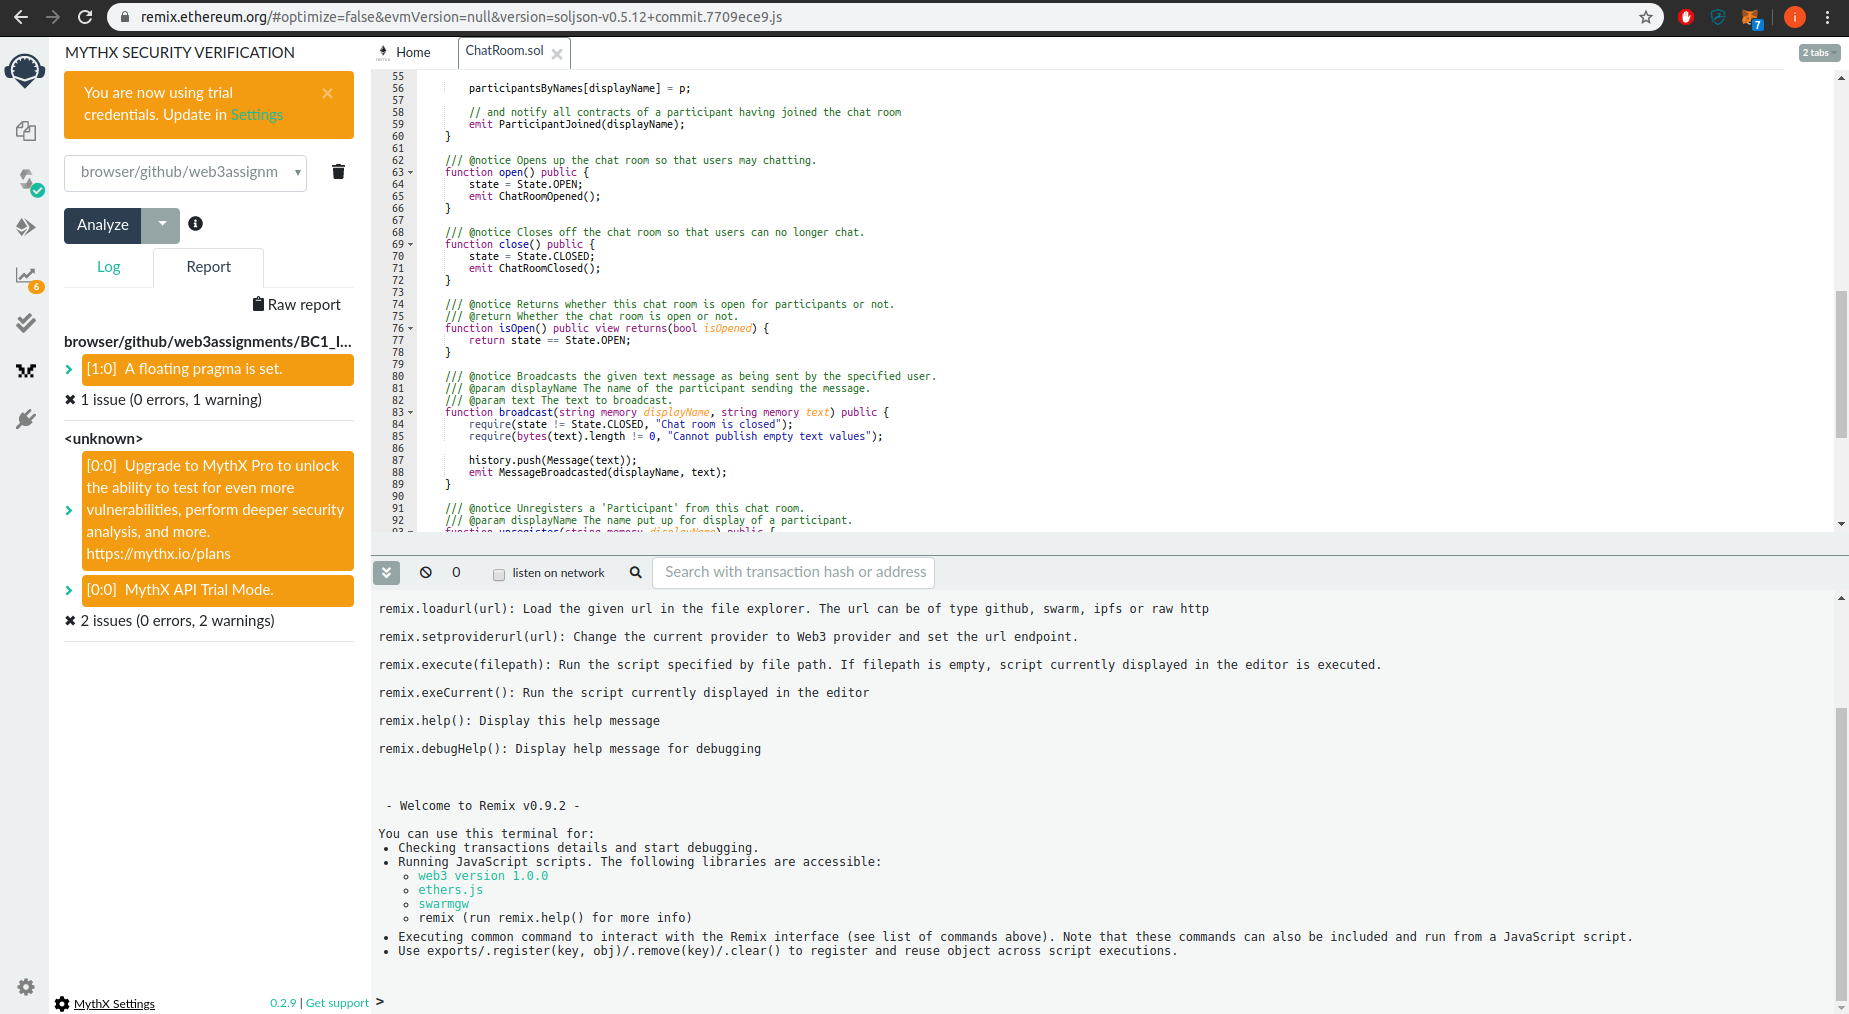 remix.ethereum.org/#optimize=false&evmVersion=null&version=soljson-v0.5.12+commit.7709ece9.js
7
i
MYTHX SECURITY VERIFICATION
You are now using trial
credentials. Update in Settings
browser/github/web3assignm
Analyze
Log
Report
Raw report
browser/github/web3assignments/BC1_I...
[1:0] A floating pragma is set.
1 issue (0 errors, 1 warning)
<unknown>
[0:0] Upgrade to MythX Pro to unlock
the ability to test for even more
vulnerabilities, perform deeper security
analysis, and more.
https://mythx.io/plans
[0:0] MythX API Trial Mode.
2 issues (0 errors, 2 warnings)
6
MythX Settings
0.2.9 | Get support
remix
Home
ChatRoom.sol
2 tabs
55
56 participantsByNames[displayName] = p;
57
58 // and notify all contracts of a participant having joined the chat room
59 emit ParticipantJoined(displayName);
60 }
61
62 /// @notice Opens up the chat room so that users may chatting.
63 function open() public {
64 state = State.OPEN;
65 emit ChatRoomOpened();
66 }
67
68 /// @notice Closes off the chat room so that users can no longer chat.
69 function close() public {
70 state = State.CLOSED;
71 emit ChatRoomClosed();
72 }
73
74 /// @notice Returns whether this chat room is open for participants or not.
75 /// @return Whether the chat room is open or not.
76 function isOpen() public view returns(bool isOpened) {
77 return state == State.OPEN;
78 }
79
80 /// @notice Broadcasts the given text message as being sent by the specified user.
81 /// @param displayName The name of the participant sending the message.
82 /// @param text The text to broadcast.
83 function broadcast(string memory displayName, string memory text) public {
84 require(state != State.CLOSED, "Chat room is closed");
85 require(bytes(text).length != 0, "Cannot publish empty text values");
86
87 history.push(Message(text));
88 emit MessageBroadcasted(displayName, text);
89 }
90
91 /// @notice Unregisters a 'Participant' from this chat room.
92 /// @param displayName The name put up for display of a participant.
93 function unregister(string memory displayName) public {
0
listen on network
Search with transaction hash or address
remix.loadurl(url): Load the given url in the file explorer. The url can be of type github, swarm, ipfs or raw http
remix.setproviderurl(url): Change the current provider to Web3 provider and set the url endpoint.
remix.execute(filepath): Run the script specified by file path. If filepath is empty, script currently displayed in the editor is executed.
remix.exeCurrent(): Run the script currently displayed in the editor
remix.help(): Display this help message
remix.debugHelp(): Display help message for debugging
- Welcome to Remix v0.9.2 -
You can use this terminal for:
• Checking transactions details and start debugging.
• Running JavaScript scripts. The following libraries are accessible:
◦ web3 version 1.0.0
◦ ethers.js
◦ swarmgw
◦ remix (run remix.help() for more info)
• Executing common command to interact with the Remix interface (see list of commands above). Note that these commands can also be included and run from a JavaScript script.
• Use exports/.register(key, obj)/.remove(key)/.clear() to register and reuse object across script executions.
>